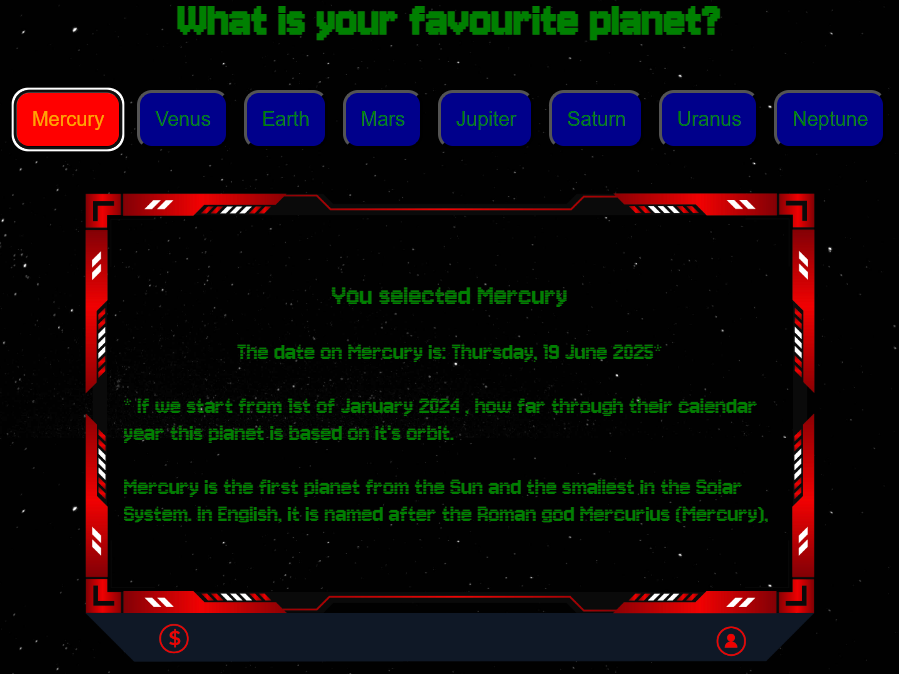 What is your favourite planet?
Mercury
Venus
Earth
Mars
Jupiter
Saturn
Uranus
Neptune
You selected Mercury
The date on Mercury is: Thursday, 19 June 2025*
* If we start from 1st of January 2024 , how far through their calendar
year this planet is based on it's orbit.
Mercury is the first planet from the Sun and the smallest in the Solar
System. In English, it is named after the Roman god Mercurius (Mercury),
$